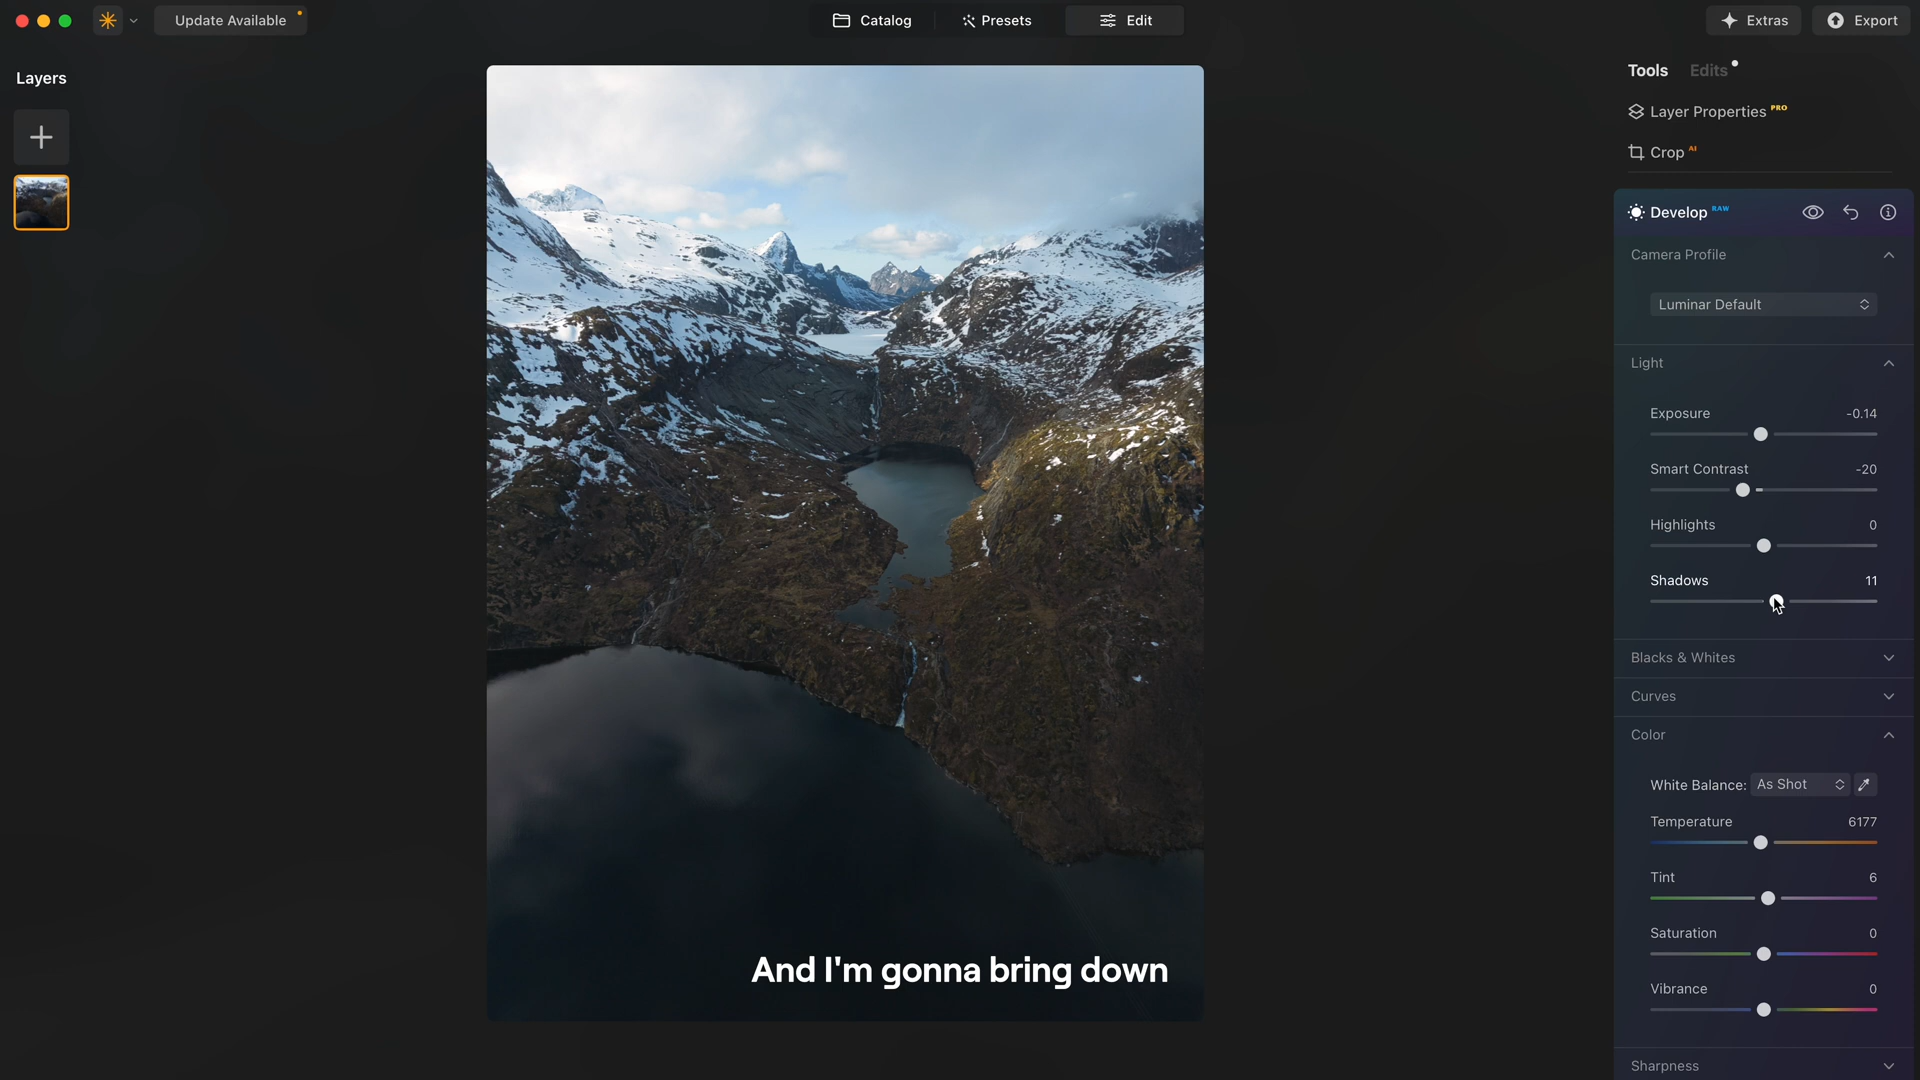 Update Available
Catalog
Presets
Edit
Extras
Export
Layers
Tools
Edits
Layer Properties PRO
Crop AI
Develop RAW
Camera Profile
Luminar Default
Light
Exposure -0.14
Smart Contrast -20
Highlights 0
Shadows 11
Blacks & Whites
Curves
Color
White Balance: As Shot
Temperature 6177
Tint 6
Saturation 0
Vibrance 0
Sharpness
And I'm gonna bring down